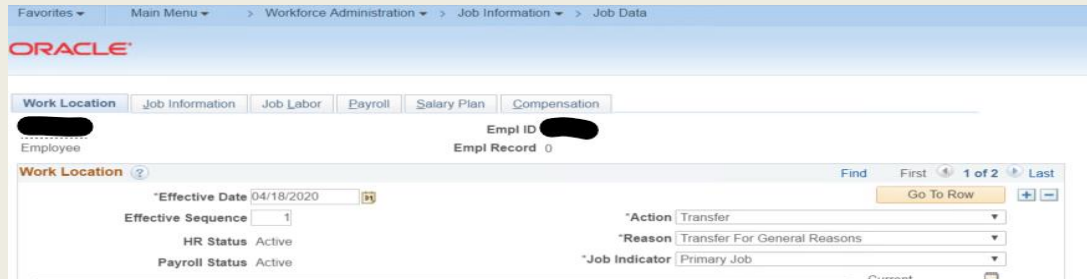 Favorites Main Menu > Workforce Administration > Job Information > Job Data
ORACLE
Work Location Job Information Job Labor Payroll Salary Plan Compensation
Empl ID
Employee Empl Record 0
Work Location ? Find First 1 of 2 Last
*Effective Date 04/18/2020 31 Go To Row + −
Effective Sequence 1 *Action Transfer
HR Status Active *Reason Transfer For General Reasons
Payroll Status Active *Job Indicator Primary Job
Current